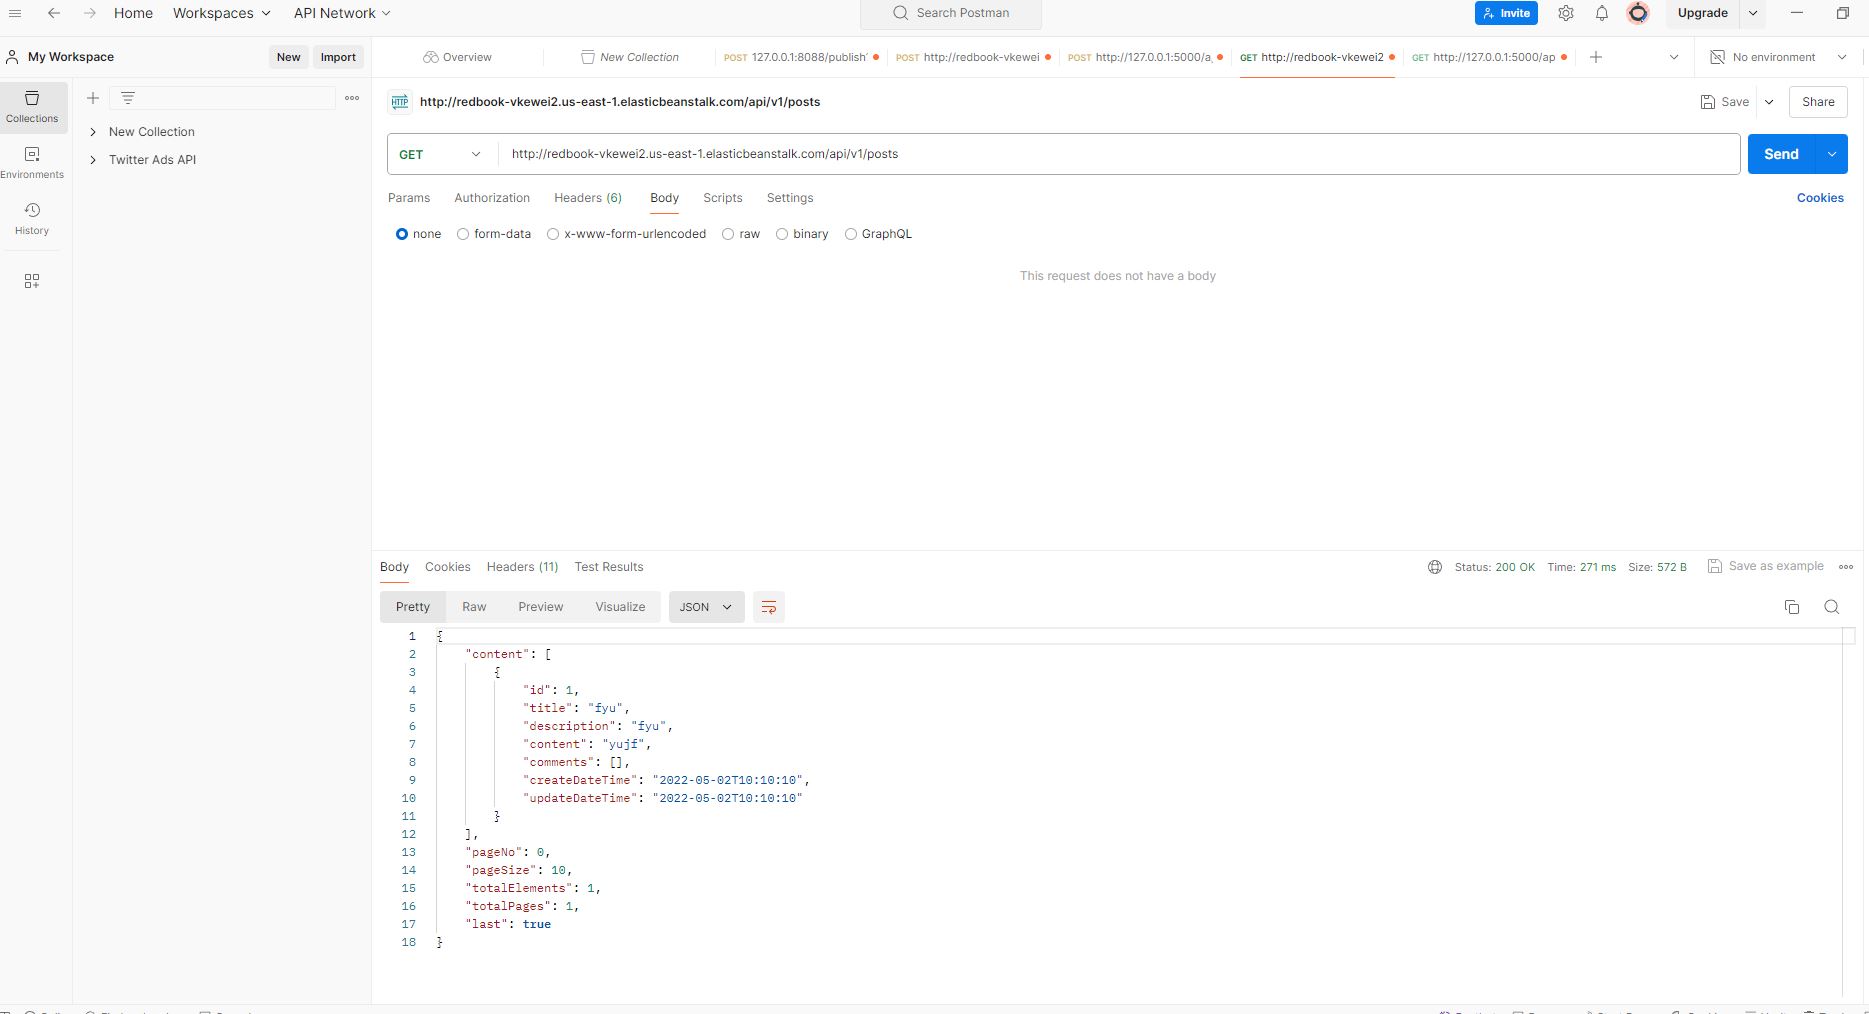 Home Workspaces API Network Search Postman Invite Upgrade
My Workspace New Import Overview New Collection POST 127.0.0.1:8088/publish POST http://redbook-vkewei POST http://127.0.0.1:5000/a GET http://redbook-vkewei2 GET http://127.0.0.1:5000/ap No environment
Collections
Environments
History
New Collection
Twitter Ads API
HTTP http://redbook-vkewei2.us-east-1.elasticbeanstalk.com/api/v1/posts Save Share
GET http://redbook-vkewei2.us-east-1.elasticbeanstalk.com/api/v1/posts Send
Params Authorization Headers (6) Body Scripts Settings Cookies
none form-data x-www-form-urlencoded raw binary GraphQL
This request does not have a body
Body Cookies Headers (11) Test Results Status: 200 OK Time: 271 ms Size: 572 B Save as example
Pretty Raw Preview Visualize JSON
1 {
2 "content": [
3 {
4 "id": 1,
5 "title": "fyu",
6 "description": "fyu",
7 "content": "yujf",
8 "comments": [],
9 "createDateTime": "2022-05-02T10:10:10",
10 "updateDateTime": "2022-05-02T10:10:10"
11 }
12 ],
13 "pageNo": 0,
14 "pageSize": 10,
15 "totalElements": 1,
16 "totalPages": 1,
17 "last": true
18 }